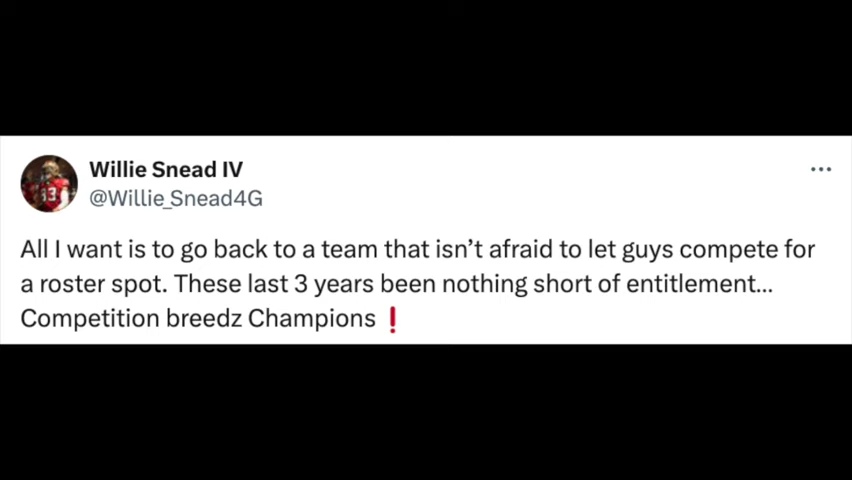 Willie Snead IV
@Willie_Snead4G
All I want is to go back to a team that isn’t afraid to let guys compete for
a roster spot. These last 3 years been nothing short of entitlement...
Competition breedz Champions❗